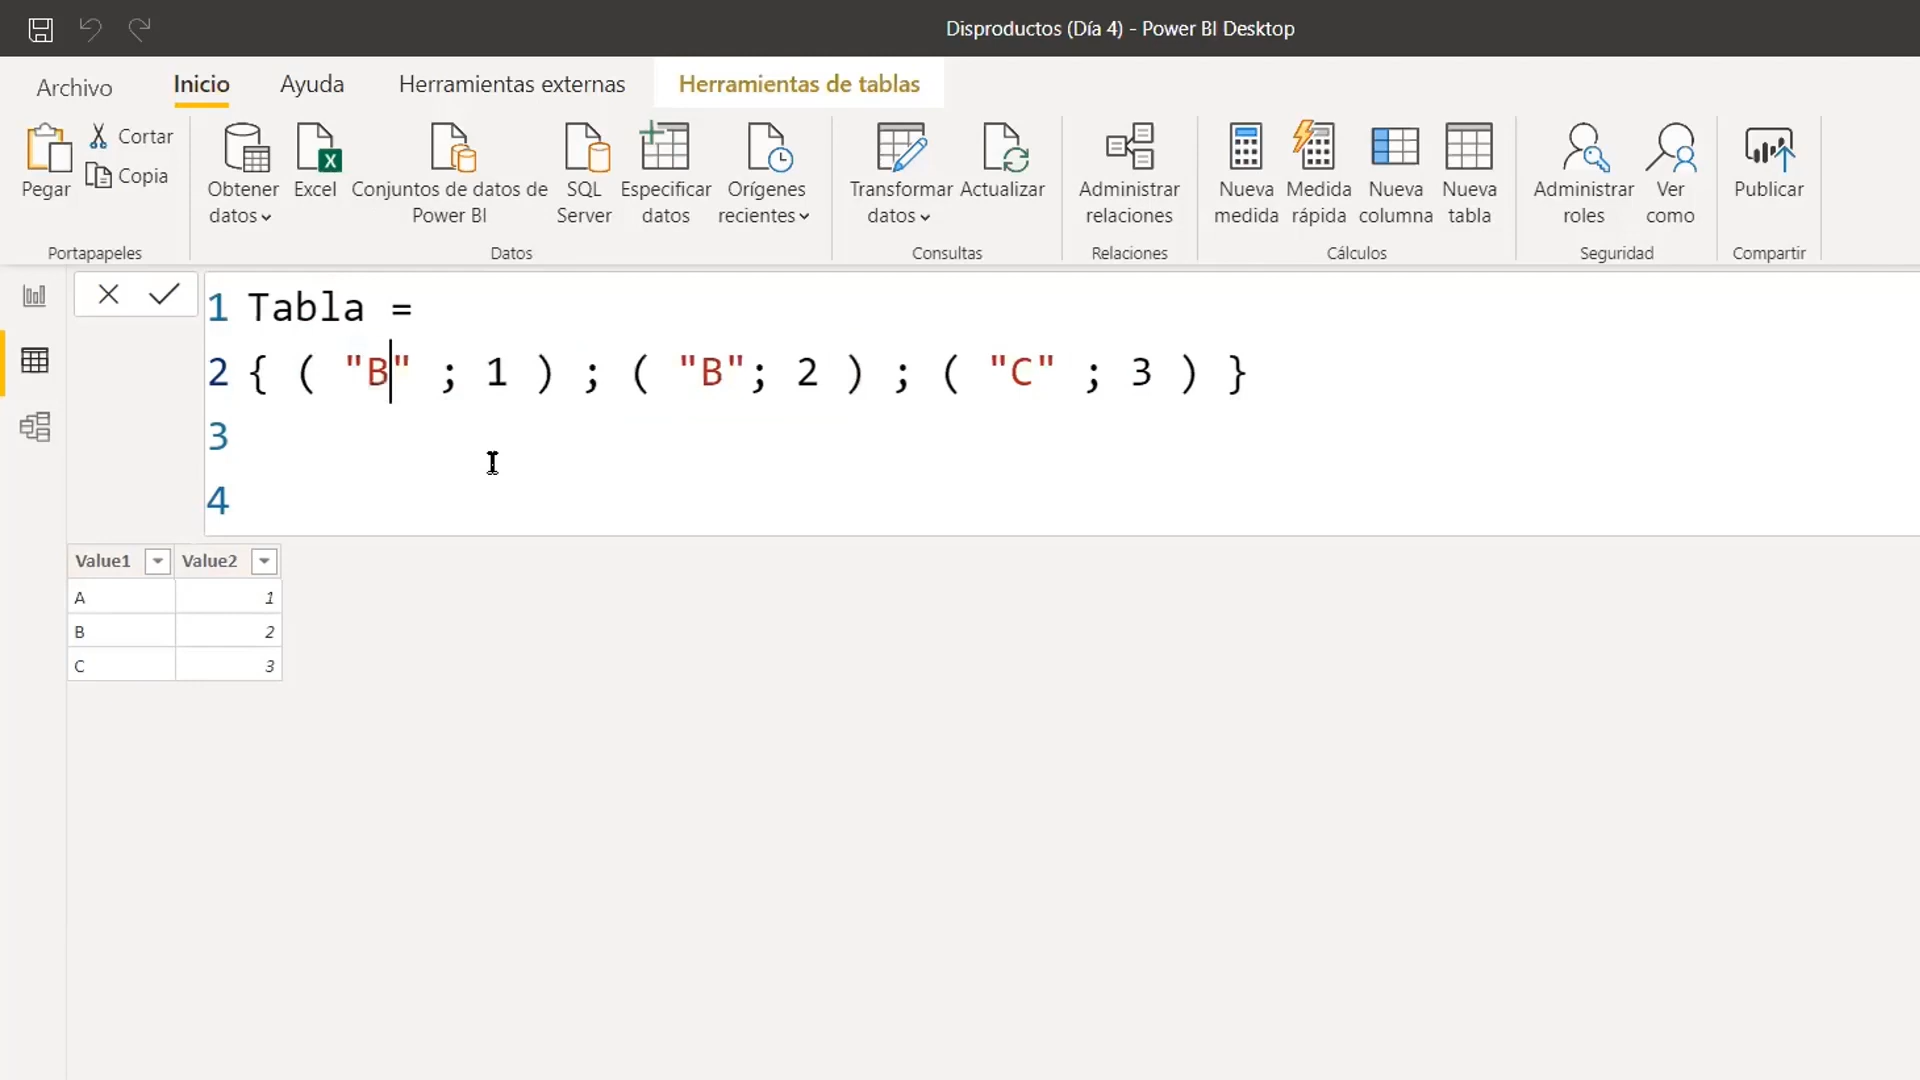 Disproductos (Día 4) - Power BI Desktop
Archivo Inicio Ayuda Herramientas externas Herramientas de tablas
Pegar
Cortar
Copia
Portapapeles
Obtener datos
Excel
Conjuntos de datos de Power BI
SQL Server
Especificar datos
Orígenes recientes
Datos
Transformar datos
Actualizar
Consultas
Administrar relaciones
Relaciones
Nueva medida
Medida rápida
Nueva columna
Nueva tabla
Cálculos
Administrar roles
Ver como
Seguridad
Publicar
Compartir
1 Tabla =
2 { ( "B" ; 1 ) ; ( "B"; 2 ) ; ( "C" ; 3 ) }
3
4
Value1 Value2
A 1
B 2
C 3